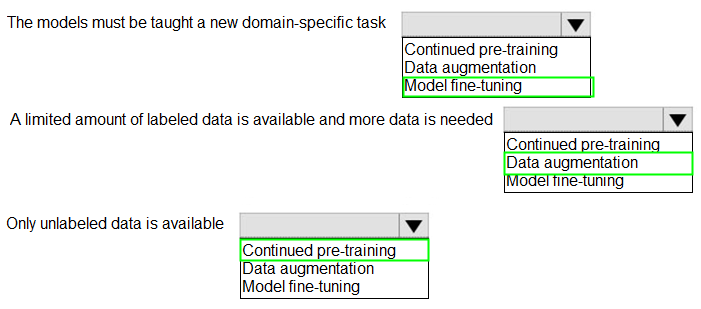 The models must be taught a new domain-specific task
Continued pre-training
Data augmentation
Model fine-tuning
A limited amount of labeled data is available and more data is needed
Continued pre-training
Data augmentation
Model fine-tuning
Only unlabeled data is available
Continued pre-training
Data augmentation
Model fine-tuning